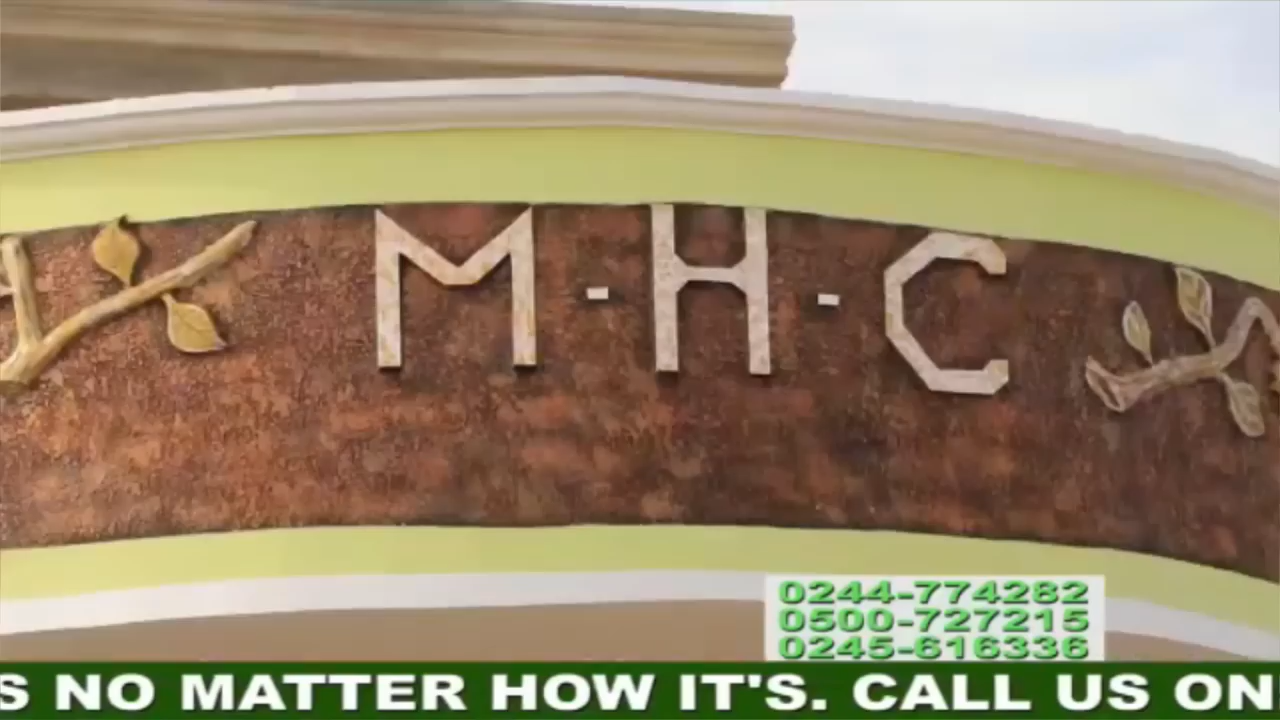 M-H-C
0244-774282
0500-727215
0245-616336
S NO MATTER HOW IT'S. CALL US ON